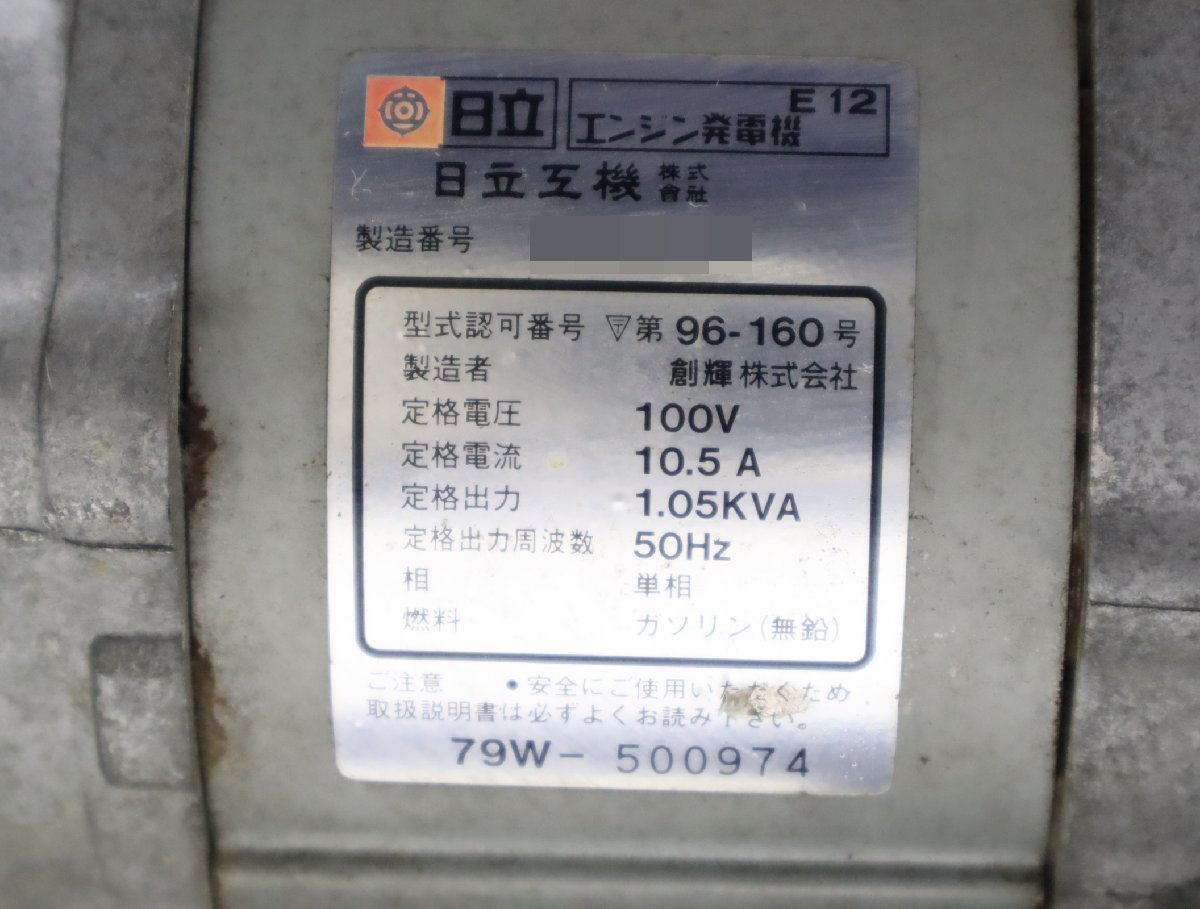 日立 エンジン発電機 E12
日立工機 株式會社
製造番号
型式認可番号 〒第 96-160 号
製造者 創輝株式会社
定格電圧 100V
定格電流 10.5 A
定格出力 1.05KVA
定格出力周波数 50Hz
相 単相
燃料 ガソリン(無鉛)
ご注意 •安全にご使用いただくため
取扱説明書は必ずよくお読み下さい。
79W- 500974